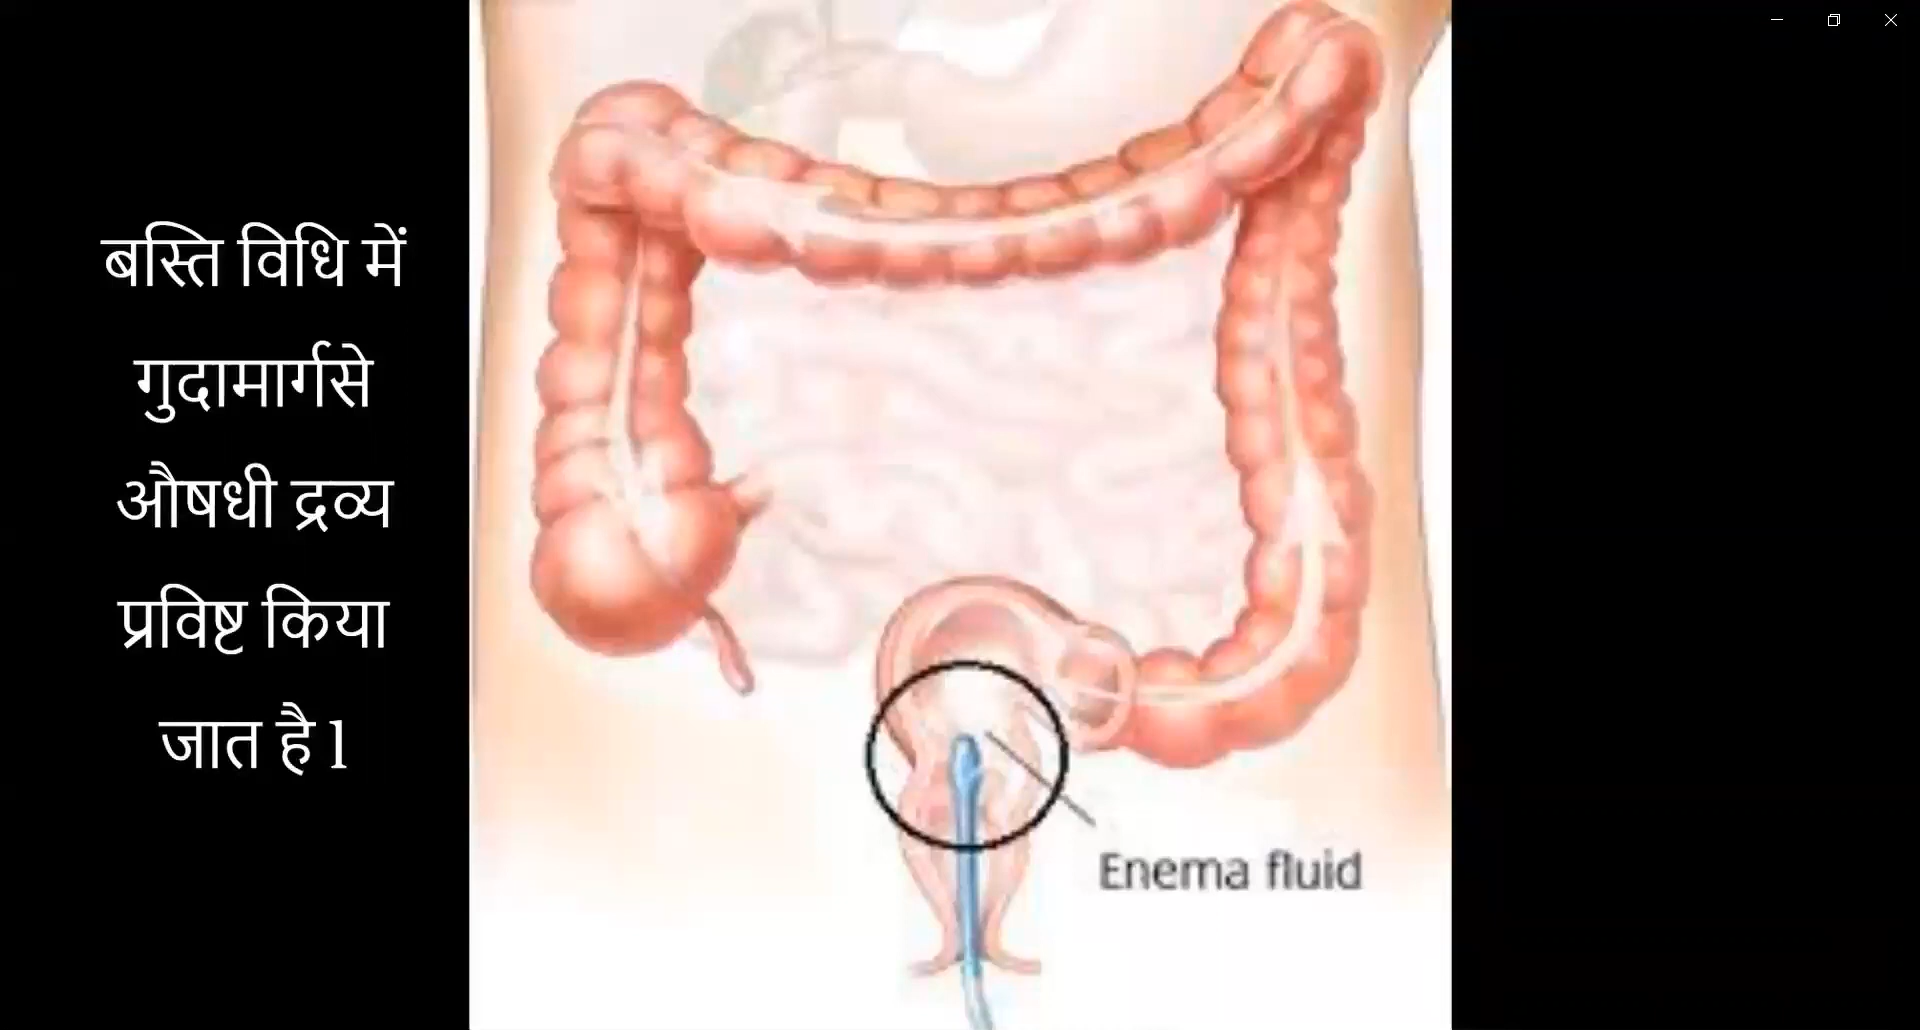 बस्ति विधि में
गुदामार्गसे
औषधी द्रव्य
प्रविष्ट किया
जात है l
Enema fluid